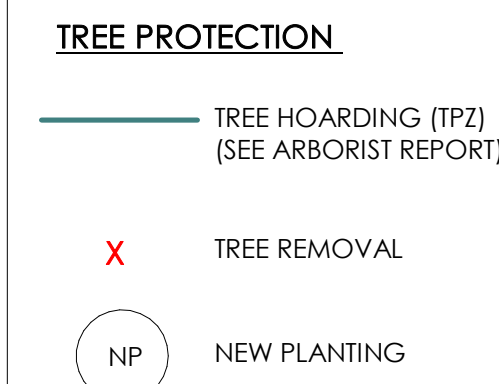 TREE PROTECTION
TREE HOARDING (TPZ)
(SEE ARBORIST REPORT)
X TREE REMOVAL
NP NEW PLANTING